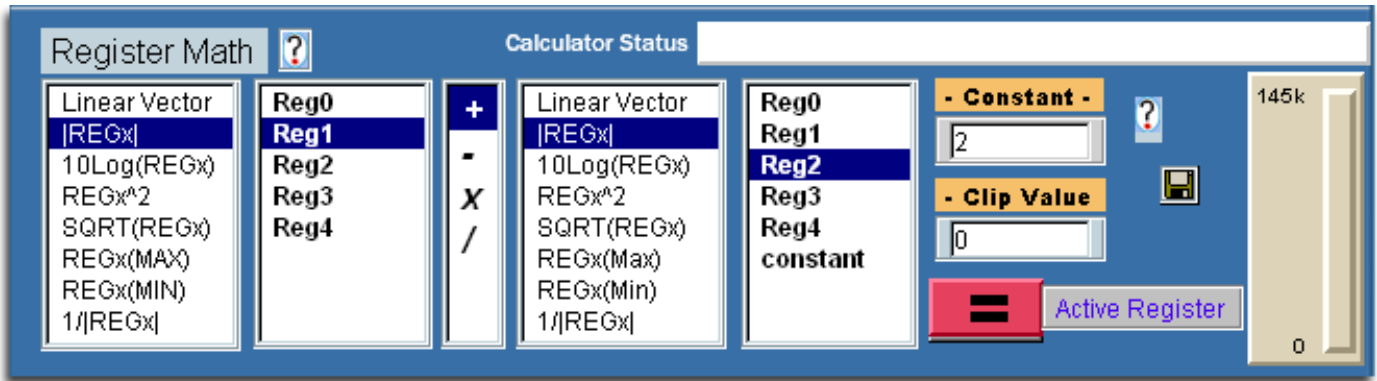 Register Math ?
Calculator Status
Linear Vector
|REGx|
10Log(REGx)
REGx^2
SQRT(REGx)
REGx(MAX)
REGx(MIN)
1/|REGx|
Reg0
Reg1
Reg2
Reg3
Reg4
+
-
x
/
Linear Vector
|REGx|
10Log(REGx)
REGx^2
SQRT(REGx)
REGx(Max)
REGx(Min)
1/|REGx|
Reg0
Reg1
Reg2
Reg3
Reg4
constant
- Constant -
2
?
- Clip Value
0
=
Active Register
145k
0